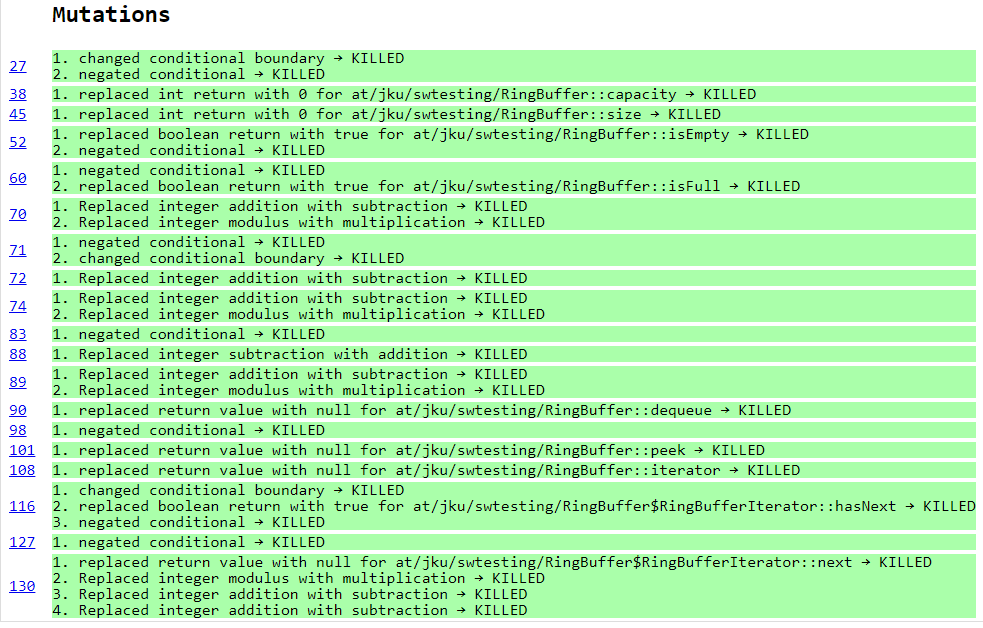 Mutations
27
1. changed conditional boundary → KILLED
2. negated conditional → KILLED
38
1. replaced int return with 0 for at/jku/swtesting/RingBuffer::capacity → KILLED
45
1. replaced int return with 0 for at/jku/swtesting/RingBuffer::size → KILLED
52
1. replaced boolean return with true for at/jku/swtesting/RingBuffer::isEmpty → KILLED
2. negated conditional → KILLED
60
1. negated conditional → KILLED
2. replaced boolean return with true for at/jku/swtesting/RingBuffer::isFull → KILLED
70
1. Replaced integer addition with subtraction → KILLED
2. Replaced integer modulus with multiplication → KILLED
71
1. negated conditional → KILLED
2. changed conditional boundary → KILLED
72
1. Replaced integer addition with subtraction → KILLED
74
1. Replaced integer addition with subtraction → KILLED
2. Replaced integer modulus with multiplication → KILLED
83
1. negated conditional → KILLED
88
1. Replaced integer subtraction with addition → KILLED
89
1. Replaced integer addition with subtraction → KILLED
2. Replaced integer modulus with multiplication → KILLED
90
1. replaced return value with null for at/jku/swtesting/RingBuffer::dequeue → KILLED
98
1. negated conditional → KILLED
101
1. replaced return value with null for at/jku/swtesting/RingBuffer::peek → KILLED
108
1. replaced return value with null for at/jku/swtesting/RingBuffer::iterator → KILLED
116
1. changed conditional boundary → KILLED
2. replaced boolean return with true for at/jku/swtesting/RingBuffer$RingBufferIterator::hasNext → KILLED
3. negated conditional → KILLED
127
1. negated conditional → KILLED
130
1. replaced return value with null for at/jku/swtesting/RingBuffer$RingBufferIterator::next → KILLED
2. Replaced integer modulus with multiplication → KILLED
3. Replaced integer addition with subtraction → KILLED
4. Replaced integer addition with subtraction → KILLED